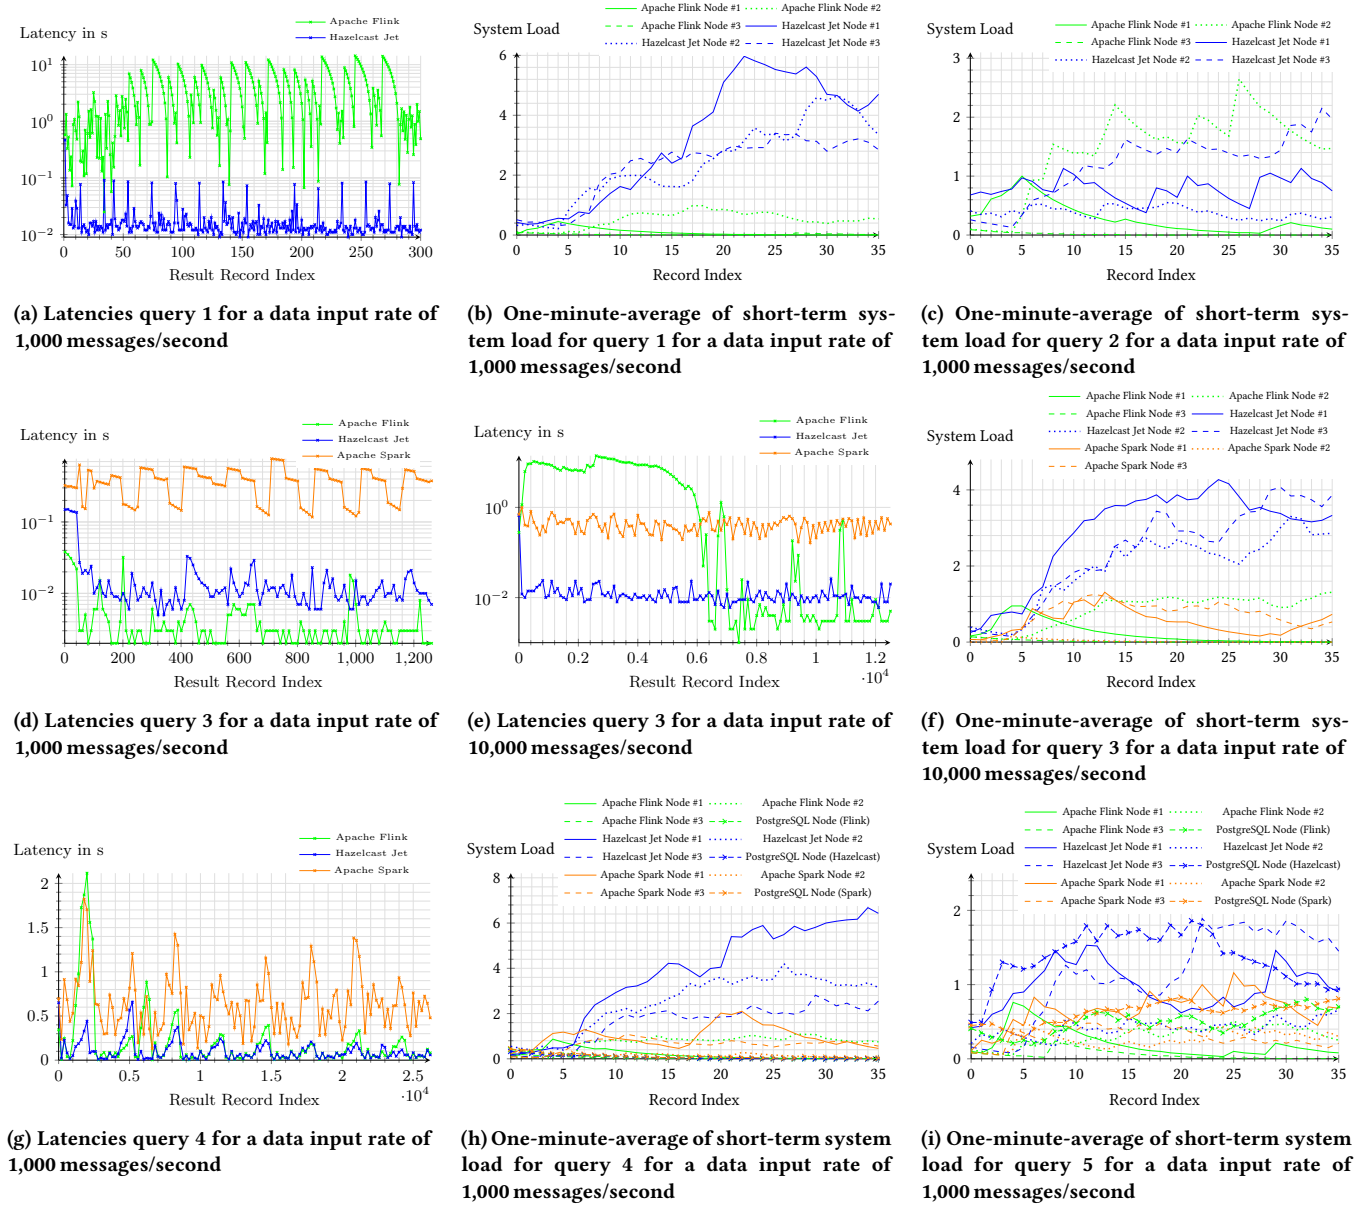 Latency in s
Apache Flink
Hazelcast Jet
10¹
10⁰
10⁻¹
10⁻²
0 50 100 150 200 250 300
Result Record Index
(a) Latencies query 1 for a data input rate of
1,000 messages/second
System Load
Apache Flink Node #1 Apache Flink Node #2
Apache Flink Node #3 Hazelcast Jet Node #1
Hazelcast Jet Node #2 Hazelcast Jet Node #3
6
4
2
0
0 5 10 15 20 25 30 35
Record Index
(b) One-minute-average of short-term sys-
tem load for query 1 for a data input rate of
1,000 messages/second
System Load
Apache Flink Node #1 Apache Flink Node #2
Apache Flink Node #3 Hazelcast Jet Node #1
Hazelcast Jet Node #2 Hazelcast Jet Node #3
3
2
1
0
0 5 10 15 20 25 30 35
Record Index
(c) One-minute-average of short-term sys-
tem load for query 2 for a data input rate of
1,000 messages/second
Latency in s
Apache Flink
Hazelcast Jet
Apache Spark
10⁻¹
10⁻²
0 200 400 600 800 1,000 1,200
Result Record Index
(d) Latencies query 3 for a data input rate of
1,000 messages/second
Latency in s
Apache Flink
Hazelcast Jet
Apache Spark
10⁰
10⁻²
0 0.2 0.4 0.6 0.8 1 1.2
·10⁴
Result Record Index
(e) Latencies query 3 for a data input rate of
10,000 messages/second
System Load
Apache Flink Node #1 Apache Flink Node #2
Apache Flink Node #3 Hazelcast Jet Node #1
Hazelcast Jet Node #2 Hazelcast Jet Node #3
Apache Spark Node #1 Apache Spark Node #2
Apache Spark Node #3
4
2
0
0 5 10 15 20 25 30 35
Record Index
(f) One-minute-average of short-term sys-
tem load for query 3 for a data input rate of
10,000 messages/second
Latency in s
Apache Flink
Hazelcast Jet
Apache Spark
2
1.5
1
0.5
0
0 0.5 1 1.5 2 2.5
·10⁴
Result Record Index
(g) Latencies query 4 for a data input rate of
1,000 messages/second
System Load
Apache Flink Node #1 Apache Flink Node #2
Apache Flink Node #3 PostgreSQL Node (Flink)
Hazelcast Jet Node #1 Hazelcast Jet Node #2
Hazelcast Jet Node #3 PostgreSQL Node (Hazelcast)
Apache Spark Node #1 Apache Spark Node #2
Apache Spark Node #3 PostgreSQL Node (Spark)
8
6
4
2
0
0 5 10 15 20 25 30 35
Record Index
(h) One-minute-average of short-term system
load for query 4 for a data input rate of
1,000 messages/second
System Load
Apache Flink Node #1 Apache Flink Node #2
Apache Flink Node #3 PostgreSQL Node (Flink)
Hazelcast Jet Node #1 Hazelcast Jet Node #2
Hazelcast Jet Node #3 PostgreSQL Node (Hazelcast)
Apache Spark Node #1 Apache Spark Node #2
Apache Spark Node #3 PostgreSQL Node (Spark)
2
1
0
0 5 10 15 20 25 30 35
Record Index
(i) One-minute-average of short-term system
load for query 5 for a data input rate of
1,000 messages/second